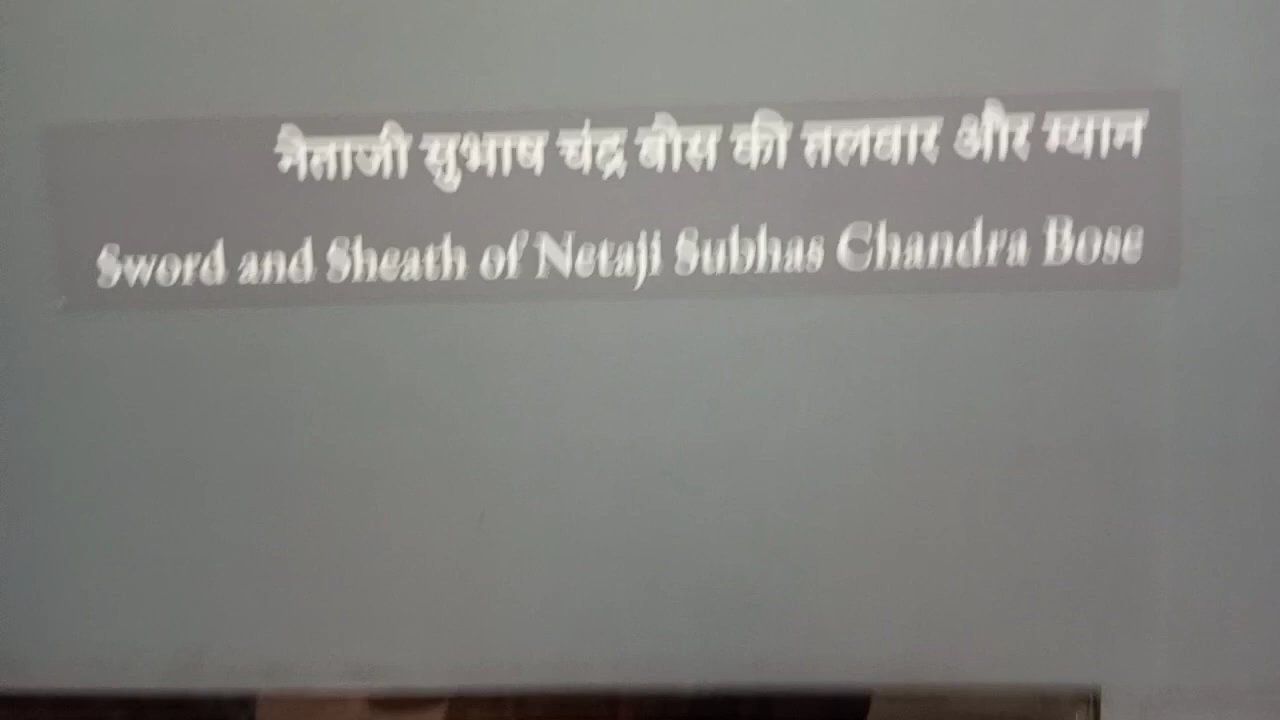 नेताजी सुभाष चंद्र बोस की तलवार और म्यान
Sword and Sheath of Netaji Subhas Chandra Bose